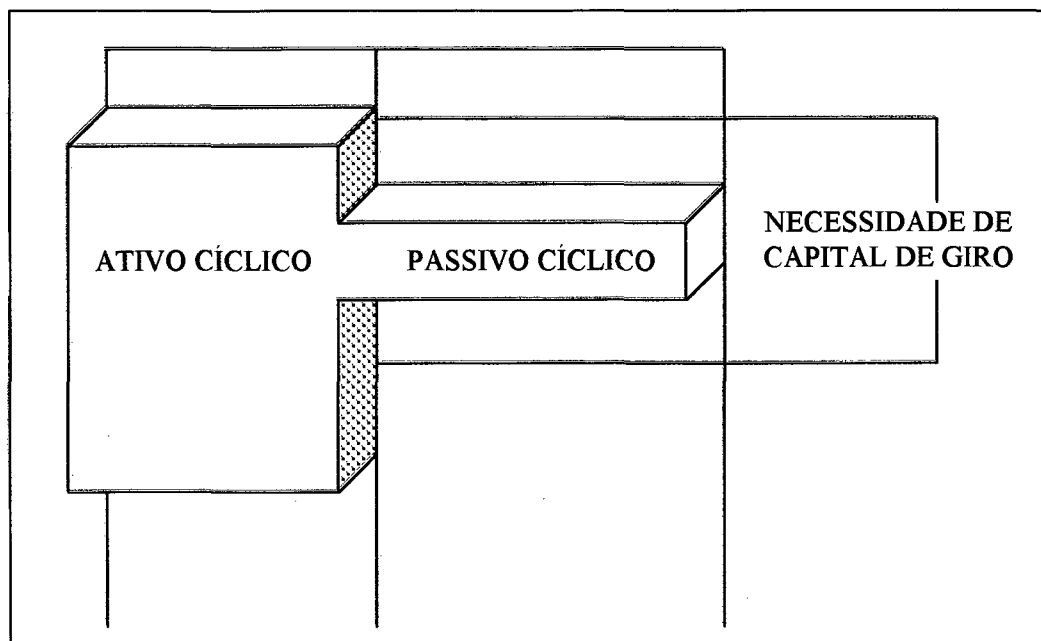 ATIVO CÍCLICO
PASSIVO CÍCLICO
NECESSIDADE DE
CAPITAL DE GIRO